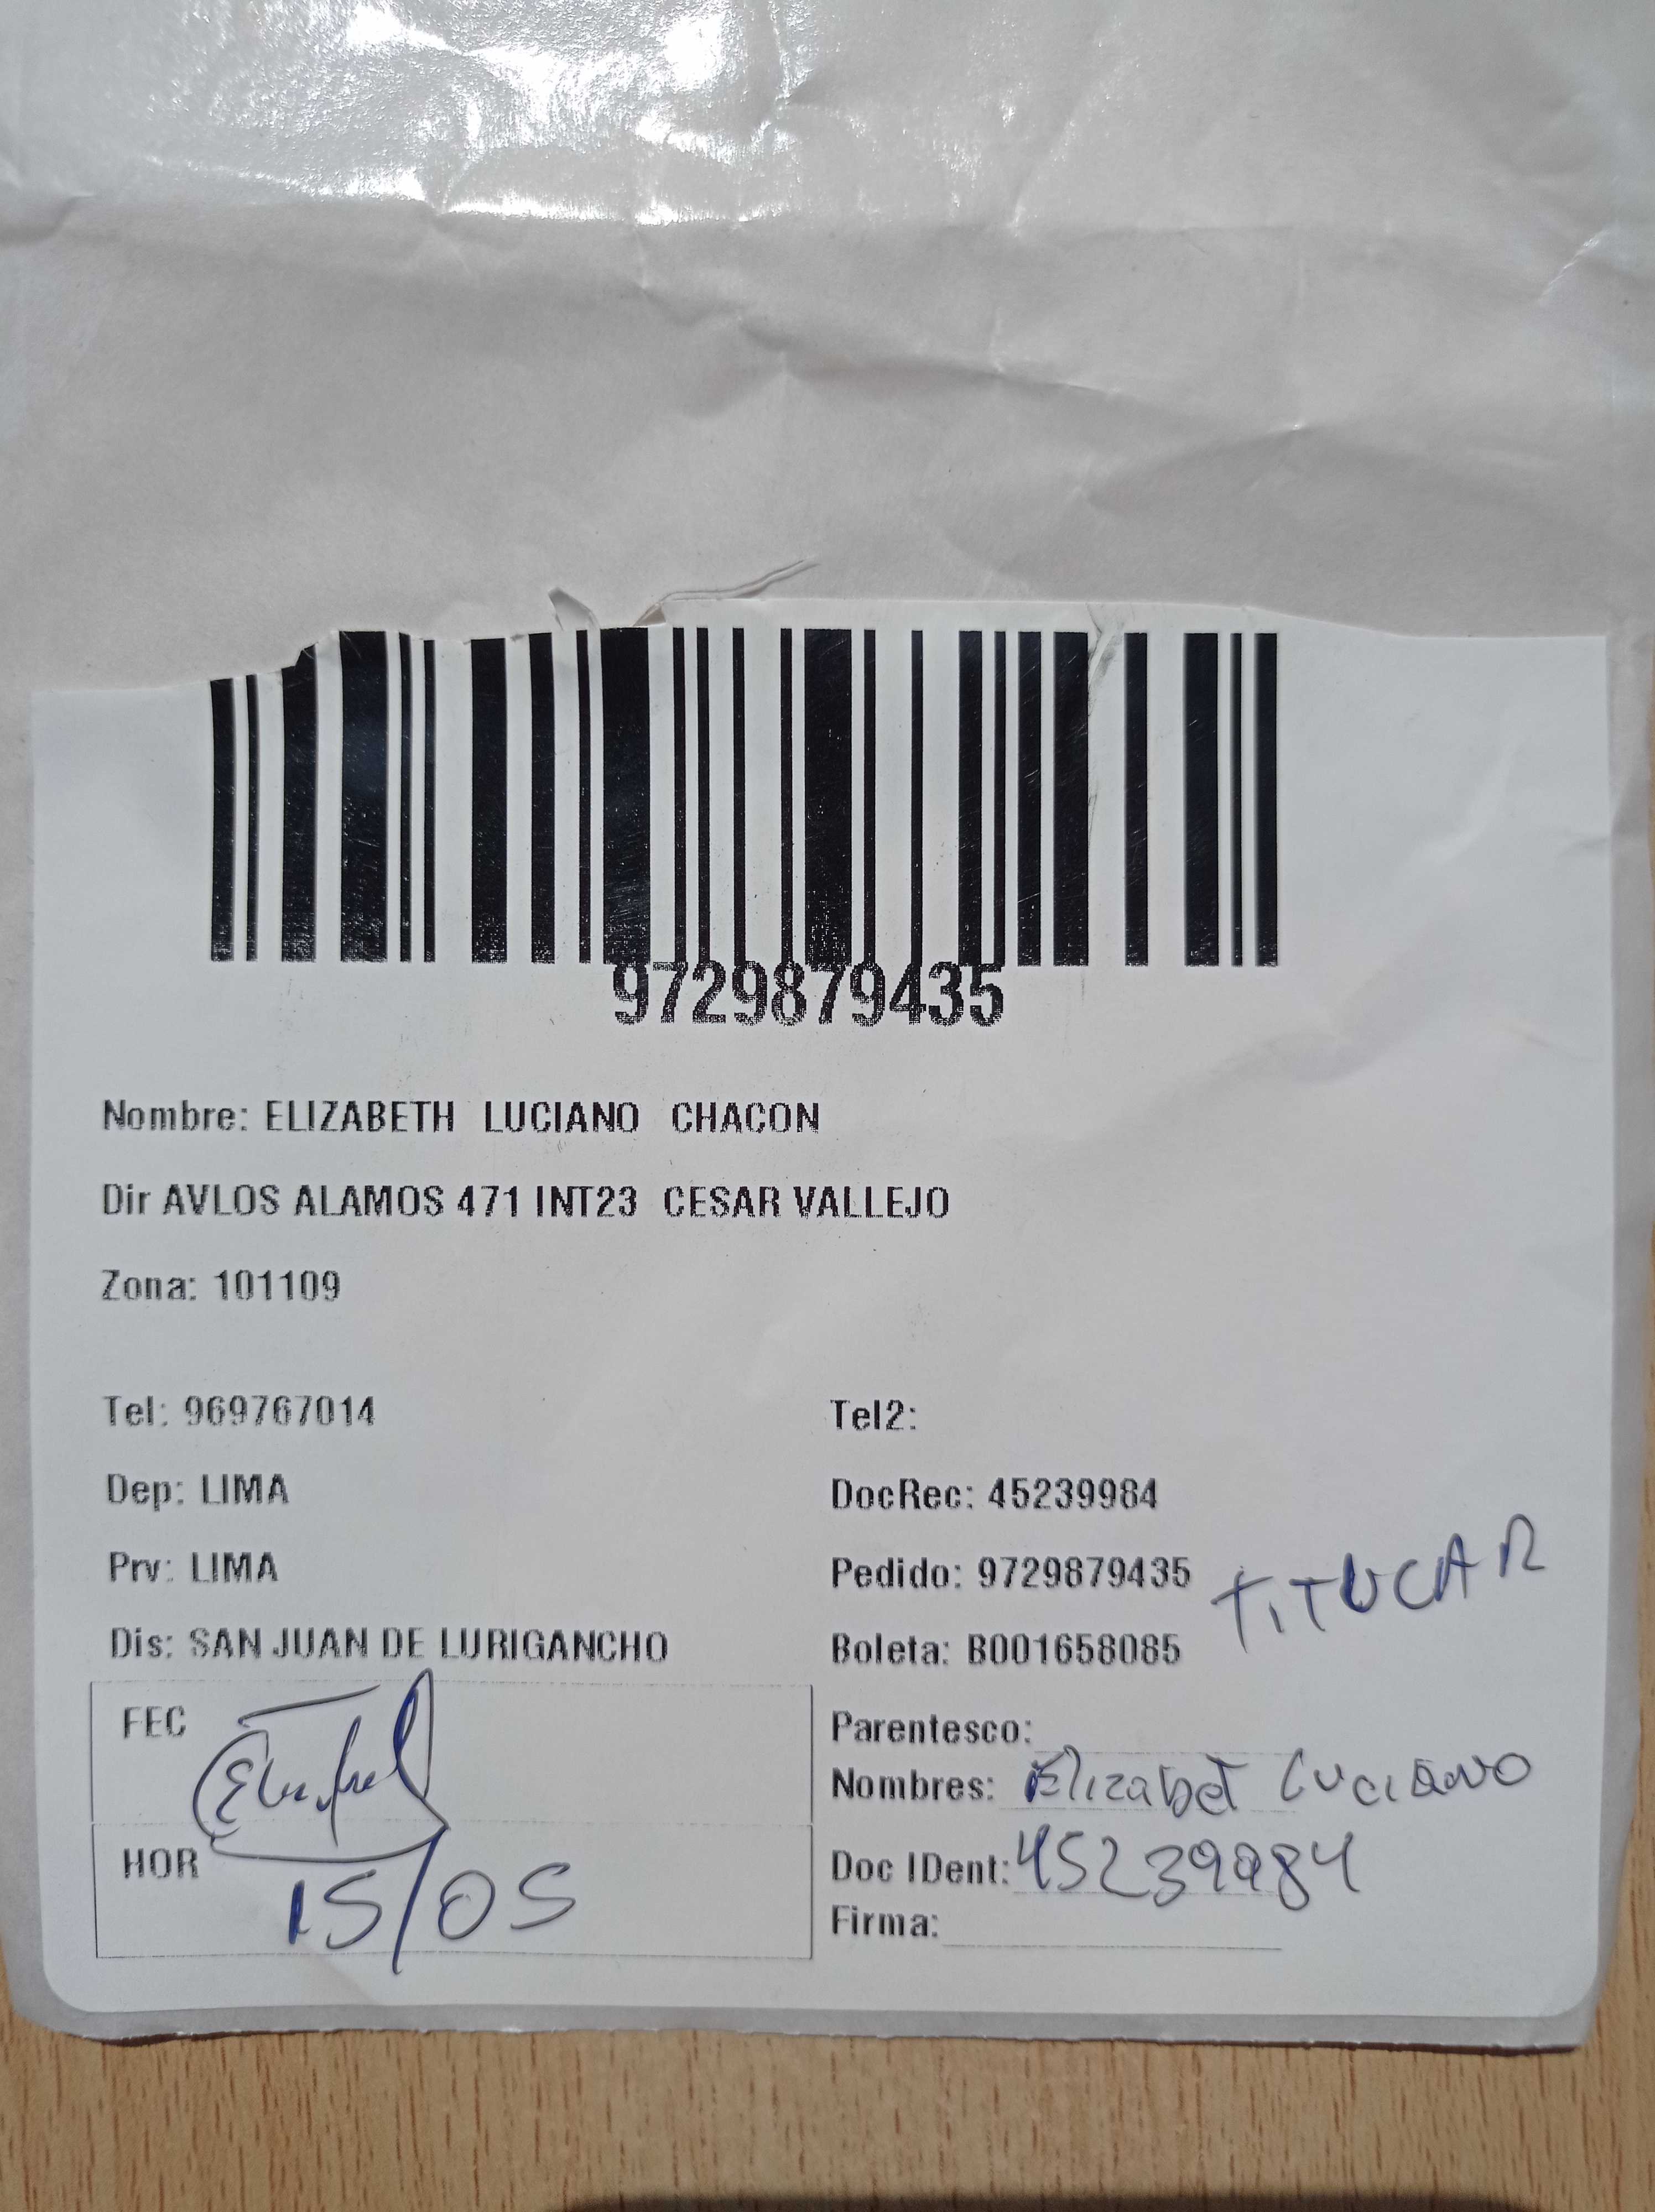 9729879435
Nombre: ELIZABETH LUCIANO CHACON
Dir AVLOS ALAMOS 471 INT23 CESAR VALLEJO
Zona: 101109
Tel: 969767014 Tel2:
Dep: LIMA DocRec: 45239984
Prv: LIMA Pedido: 9729879435 TITUCAR
Dis: SAN JUAN DE LURIGANCHO Boleta: B001658085
FEC Parentesco:
Nombres: Elizabet Luciano
HOR 15/05 Doc IDent: 45239984
Firma: